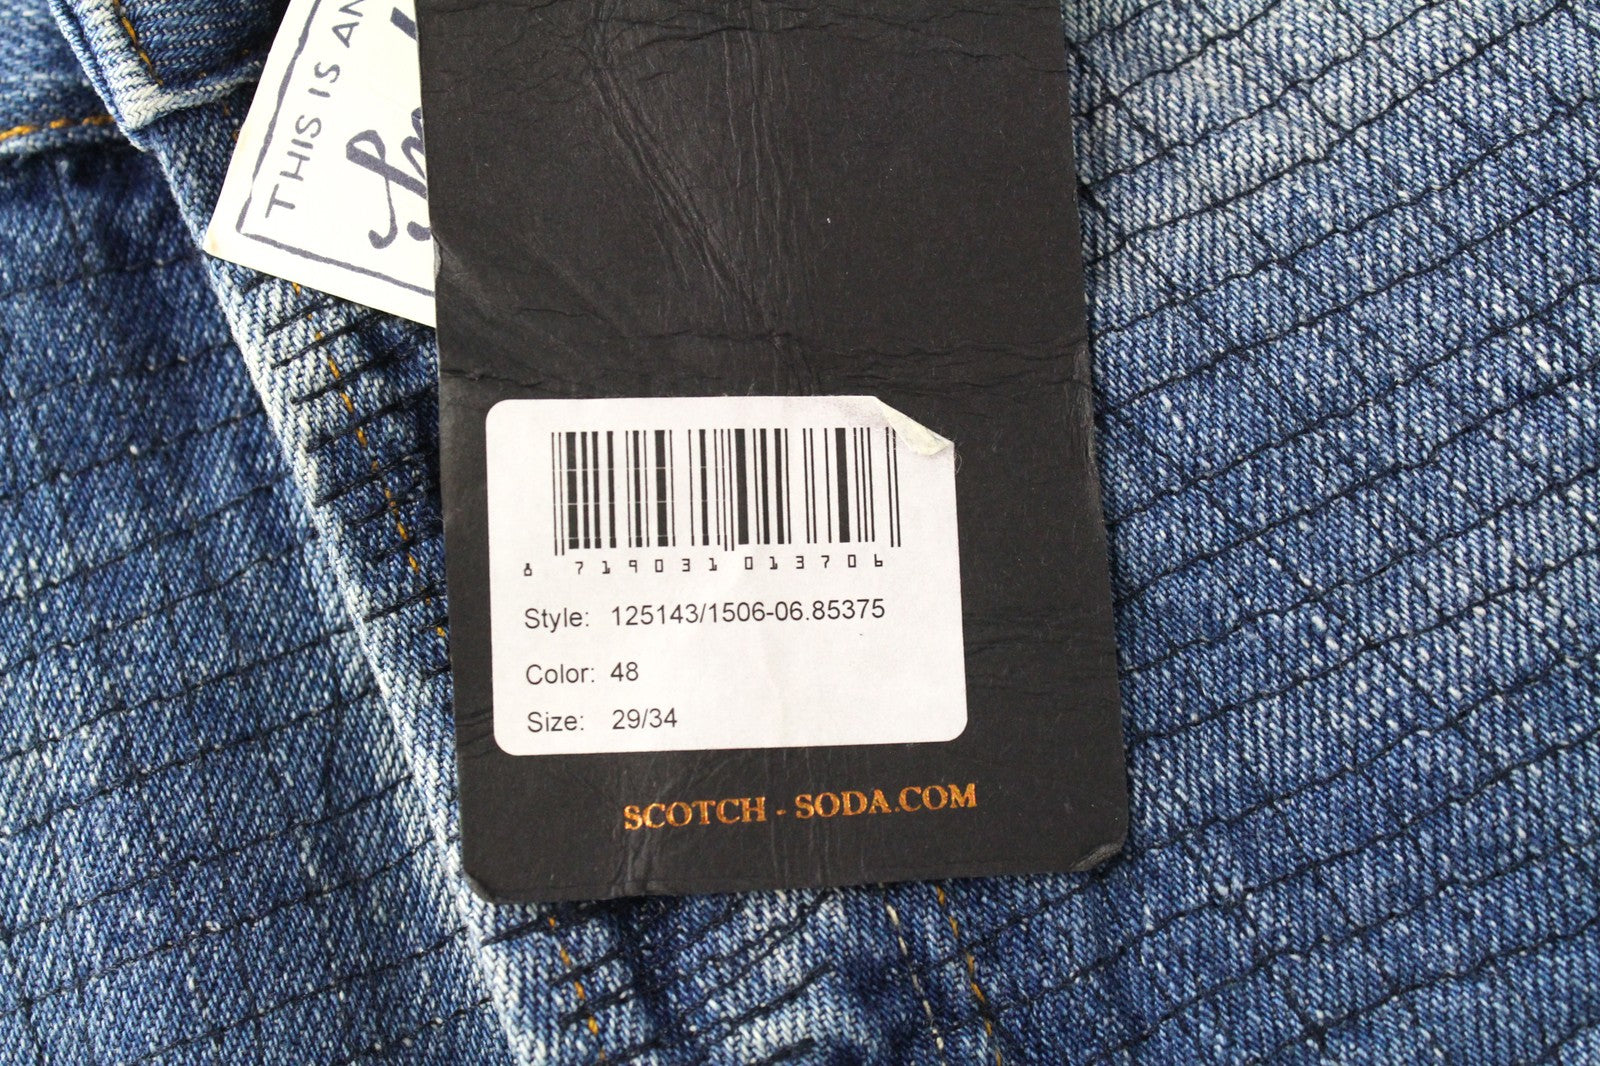 THIS IS AN
8 719031 013706
Style: 125143/1506-06.85375
Color: 48
Size: 29/34
SCOTCH - SODA.COM